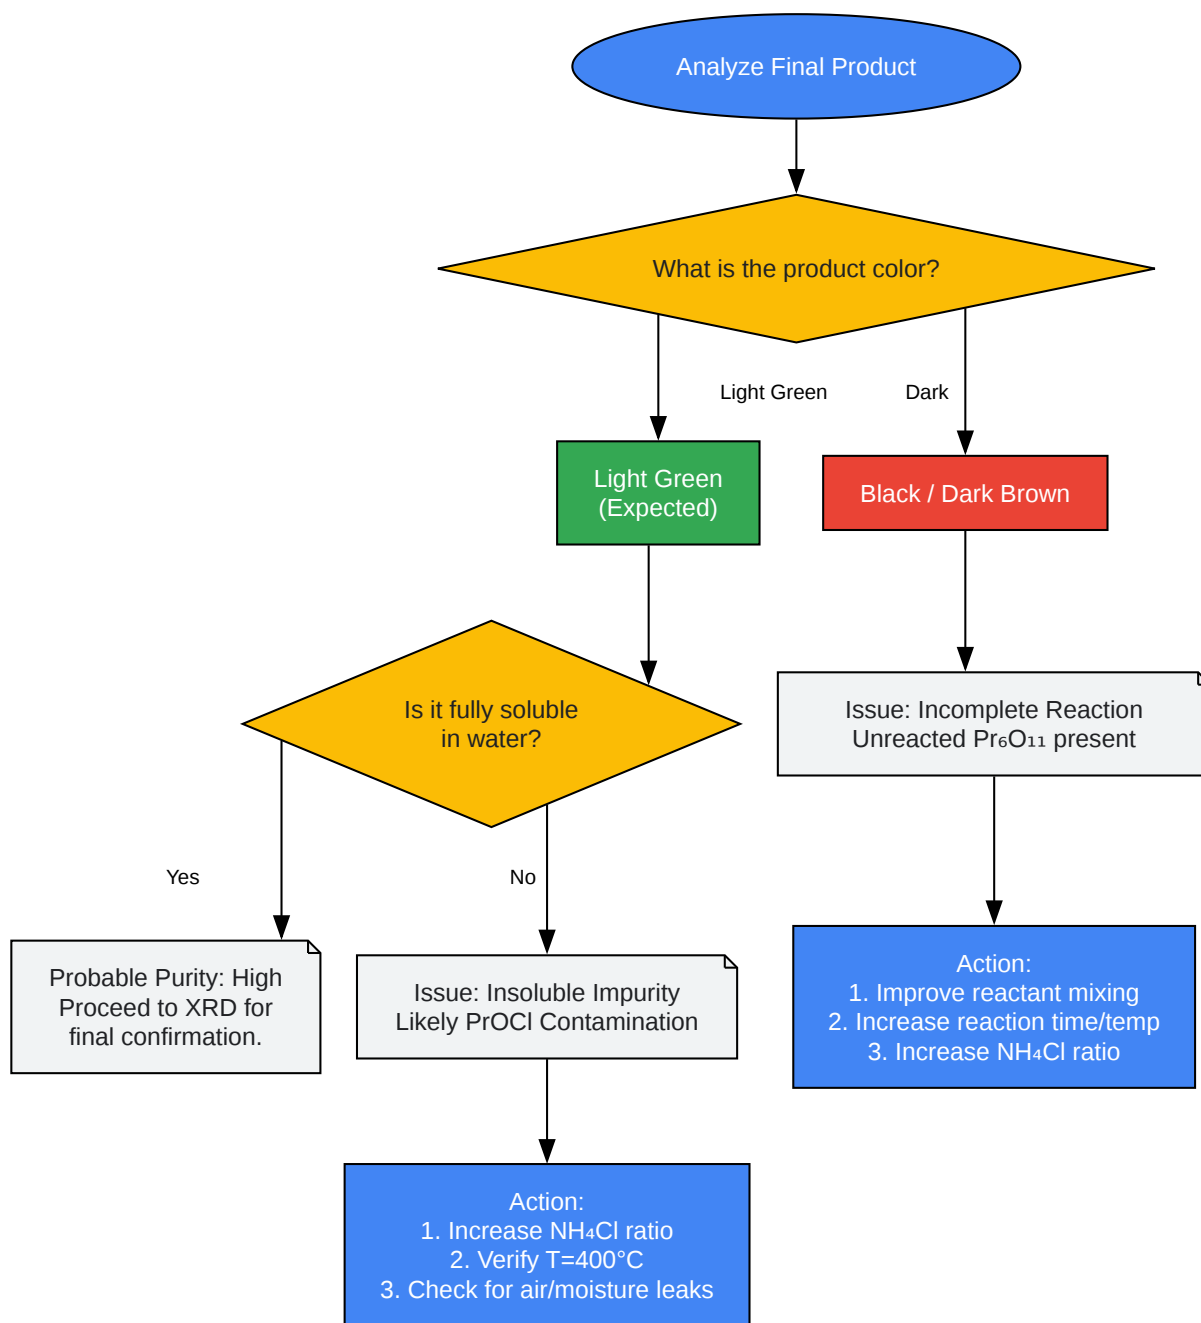 Analyze Final Product
What is the product color?
Light Green
Dark
Light Green
(Expected)
Black / Dark Brown
Is it fully soluble
in water?
Issue: Incomplete Reaction
Unreacted Pr₆O₁₁ present
Yes
No
Probable Purity: High
Proceed to XRD for
final confirmation.
Issue: Insoluble Impurity
Likely PrOCl Contamination
Action:
1. Improve reactant mixing
2. Increase reaction time/temp
3. Increase NH₄Cl ratio
Action:
1. Increase NH₄Cl ratio
2. Verify T=400°C
3. Check for air/moisture leaks